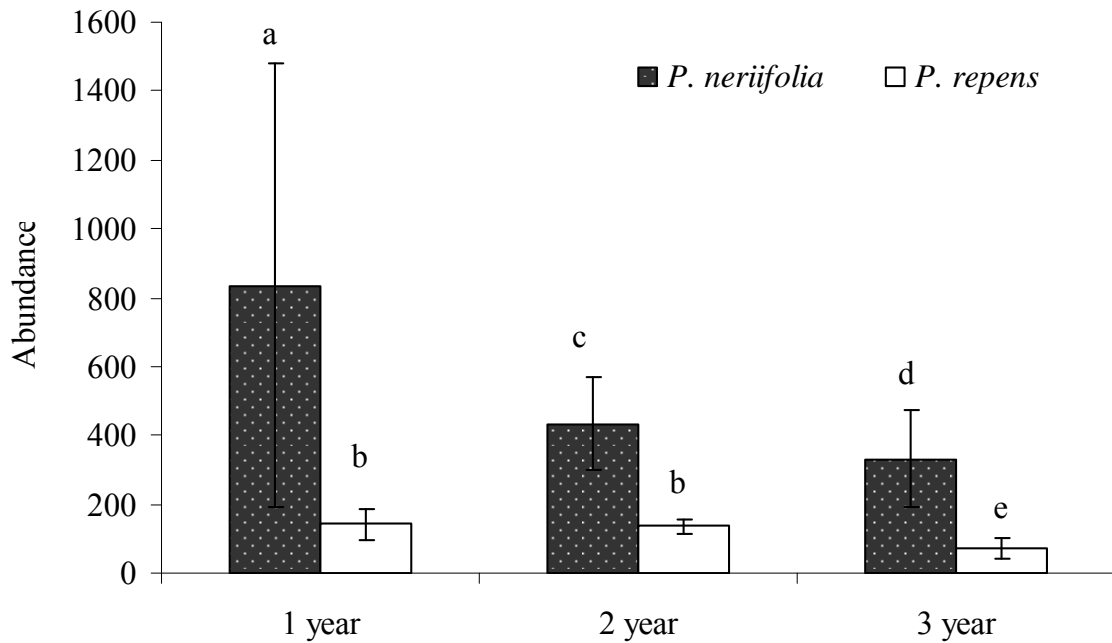 1600
1400
1200
1000
800
600
400
200
0
Abundance
a
b
c
b
d
e
P. neriifolia P. repens
1 year 2 year 3 year